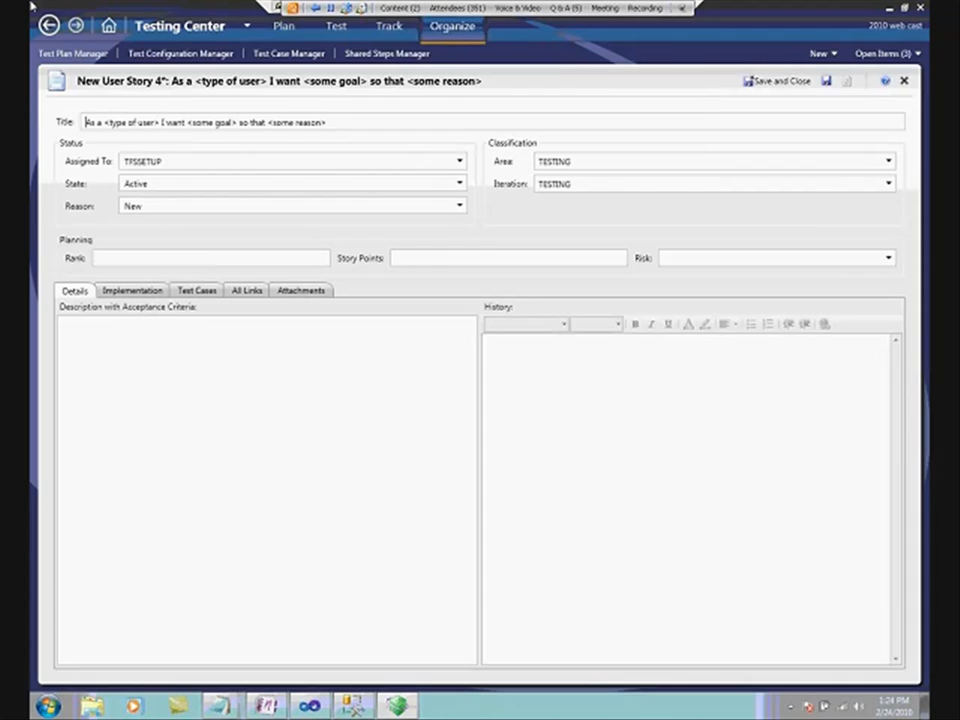 Content (2) Attendees (351) Voice & Video Q & A (5) Meeting Recording
Testing Center Plan Test Track Organize 2010 web cast
Test Plan Manager Test Configuration Manager Test Case Manager Shared Steps Manager New Open Items (3)
New User Story 4*: As a <type of user> I want <some goal> so that <some reason> Save and Close
Title: As a <type of user> I want <some goal> so that <some reason>
Status Classification
Assigned To: TFSSETUP Area: TESTING
State: Active Iteration: TESTING
Reason: New
Planning
Rank: Story Points: Risk:
Details Implementation Test Cases All Links Attachments
Description with Acceptance Criteria: History:
B I U A
1:24 PM
2/24/2010